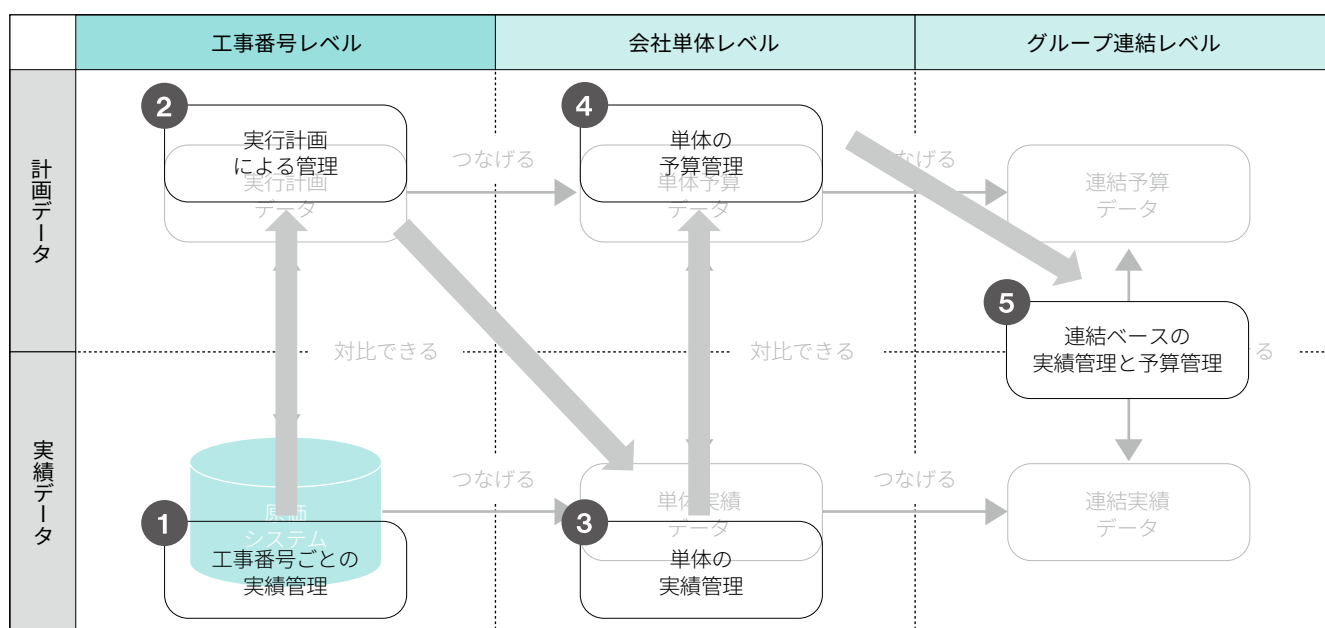 工事番号レベル
会社単体レベル
グループ連結レベル
計画データ
2
実行計画
による管理
実行計画
データ
つなげる
4
単体の
予算管理
単体予算
データ
つなげる
連結予算
データ
対比できる
対比できる
5
連結ベースの
実績管理と予算管理
る
実績データ
原価
システム
1
工事番号ごとの
実績管理
つなげる
単体実績
データ
3
単体の
実績管理
つなげる
連結実績
データ